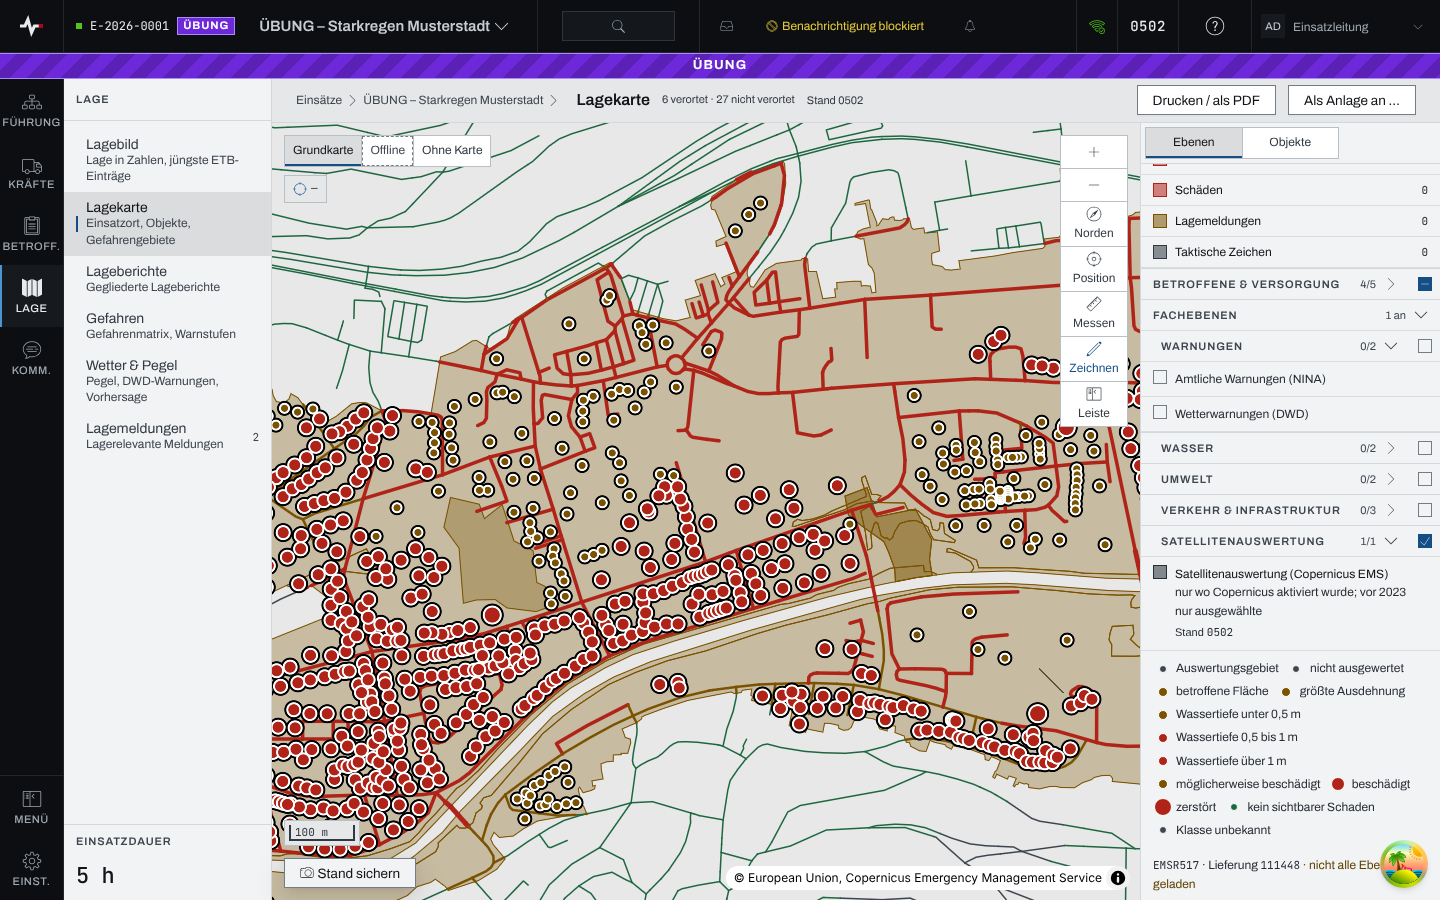 E-2026-0001 ÜBUNG ÜBUNG – Starkregen Musterstadt Benachrichtigung blockiert 0502 AD Einsatzleitung
ÜBUNG
FÜHRUNG
KRÄFTE
BETROFF.
LAGE
KOMM.
MENÜ
EINST.
LAGE
Lagebild
Lage in Zahlen, jüngste ETB-
Einträge
Lagekarte
Einsatzort, Objekte,
Gefahrengebiete
Lageberichte
Gegliederte Lageberichte
Gefahren
Gefahrenmatrix, Warnstufen
Wetter & Pegel
Pegel, DWD-Warnungen,
Vorhersage
Lagemeldungen
Lagerelevante Meldungen 2
EINSATZDAUER
5 h
Einsätze ÜBUNG – Starkregen Musterstadt Lagekarte 6 verortet · 27 nicht verortet Stand 0502
Drucken / als PDF Als Anlage an ...
Grundkarte Offline Ohne Karte
–
+
–
Norden
Position
Messen
Zeichnen
Leiste
100 m
Stand sichern
© European Union, Copernicus Emergency Management Service
Ebenen Objekte
Schäden 0
Lagemeldungen 0
Taktische Zeichen 0
BETROFFENE & VERSORGUNG 4/5
FACHEBENEN 1 an
WARNUNGEN 0/2
Amtliche Warnungen (NINA)
Wetterwarnungen (DWD)
WASSER 0/2
UMWELT 0/2
VERKEHR & INFRASTRUKTUR 0/3
SATELLITENAUSWERTUNG 1/1
Satellitenauswertung (Copernicus EMS)
nur wo Copernicus aktiviert wurde; vor 2023
nur ausgewählte
Stand 0502
Auswertungsgebiet nicht ausgewertet
betroffene Fläche größte Ausdehnung
Wassertiefe unter 0,5 m
Wassertiefe 0,5 bis 1 m
Wassertiefe über 1 m
möglicherweise beschädigt beschädigt
zerstört kein sichtbarer Schaden
Klasse unbekannt
EMSR517 · Lieferung 111448 · nicht alle Ebe
geladen